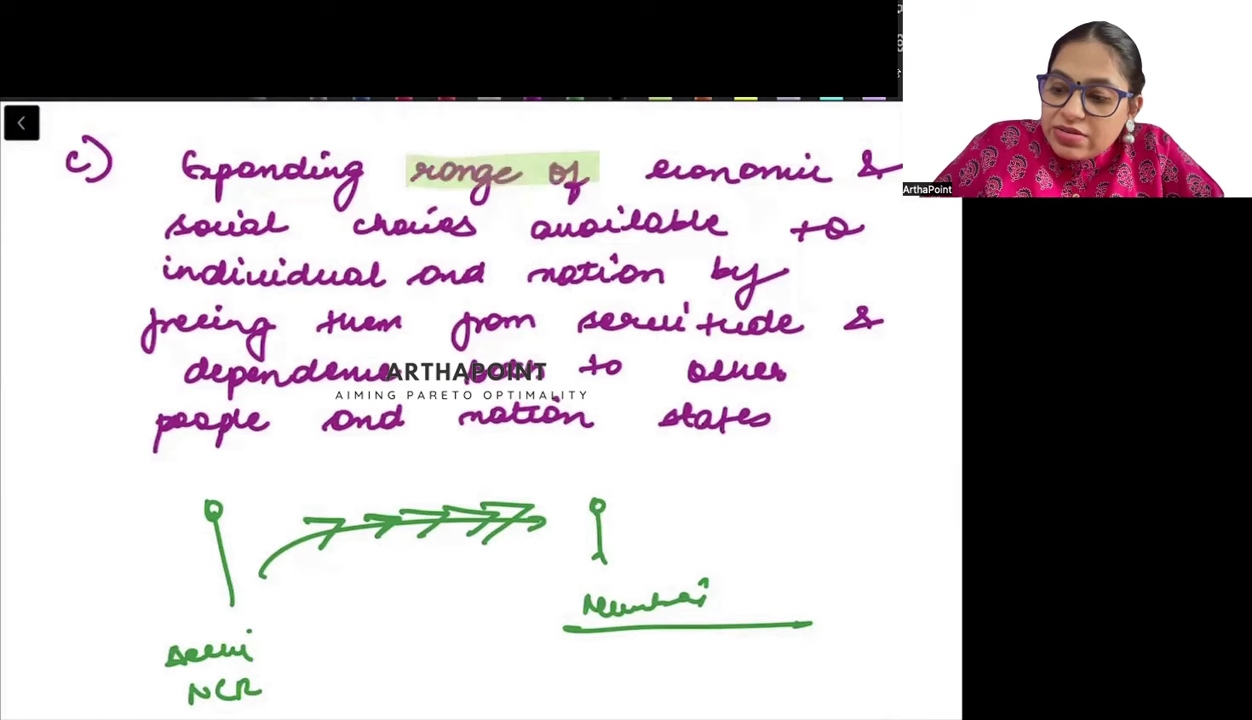 c) Expanding range of economic &
social choices available to
individual and nation by
freeing them from servitude &
dependence to other
people and nation states
ARTHAPOINT
AIMING PARETO OPTIMALITY
ArthaPoint
Mumbai
Delhi
NCR